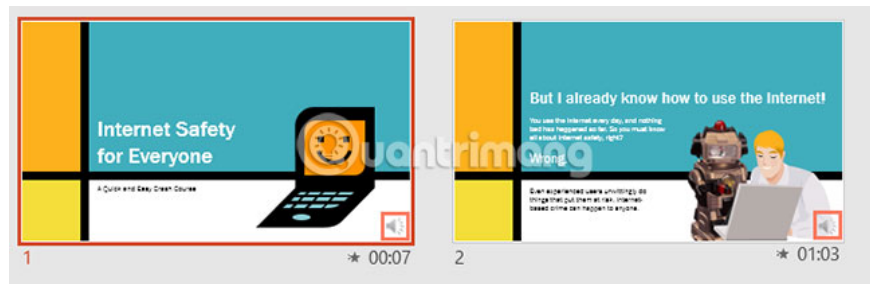 Internet Safety
for Everyone
A Quick and Easy Crash Course
1
00:07
But I already know how to use the Internet!
You use the internet every day, and nothing
bad has happened so far. So you must know
all about internet safety, right?
Wrong.
Even experienced users unwittingly do
things that put them at risk. Internet-
based crime can happen to anyone.
2
01:03
Quantrimang